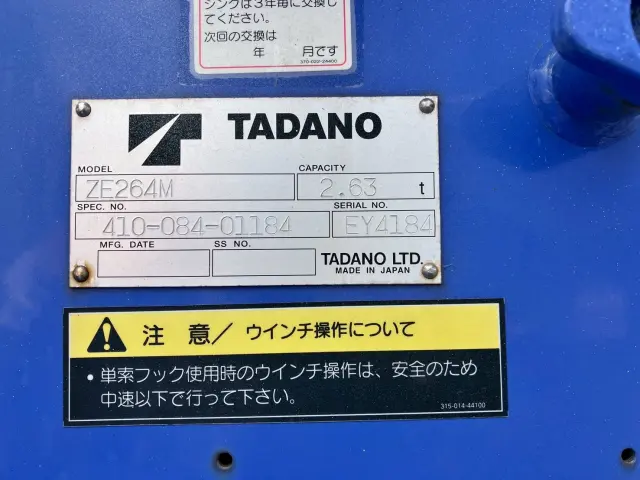 シンクは3年毎に交換し
てください。
次回の交換は
年 月です
370-022-24400
TADANO
MODEL CAPACITY
ZE264M 2.63 t
SPEC. NO. SERIAL NO.
410-084-01184 EY4184
MFG. DATE SS NO.
TADANO LTD.
MADE IN JAPAN
注 意/ ウインチ操作について
・単索フック使用時のウインチ操作は、安全のため
中速以下で行って下さい。
315-014-44100